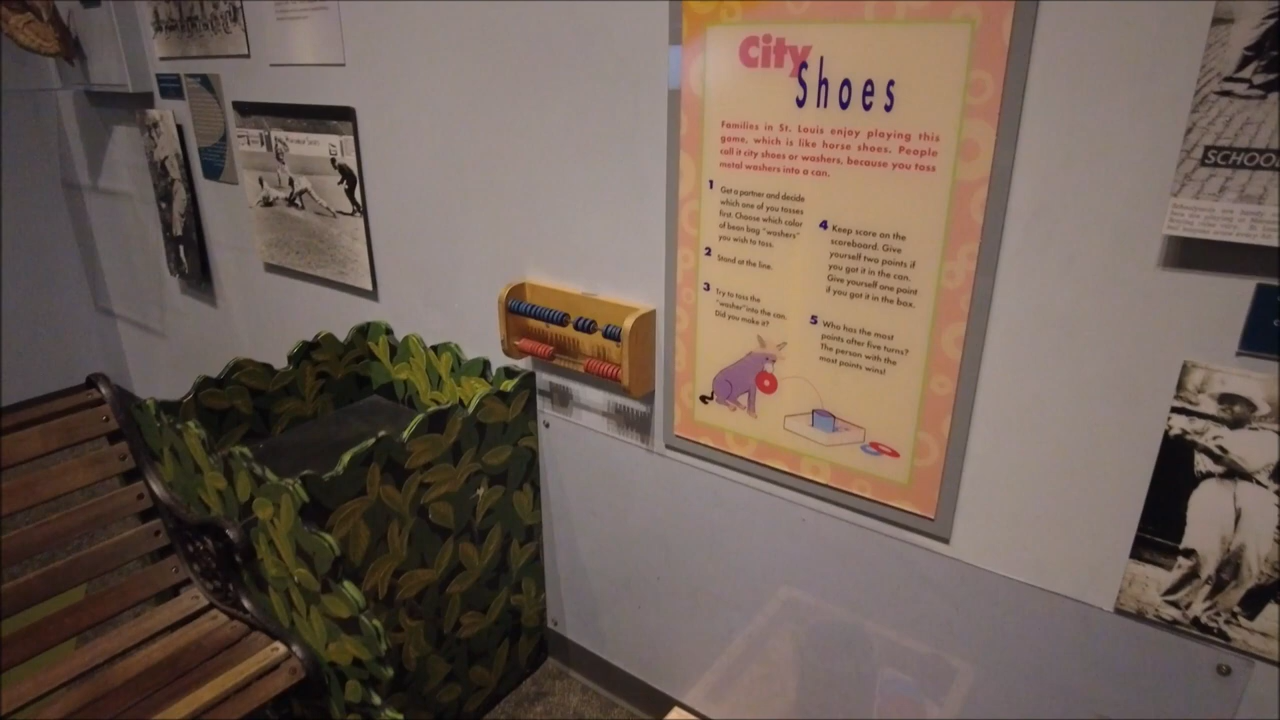 City
Shoes
Families in St. Louis enjoy playing this
game, which is like horse shoes. People
call it city shoes or washers, because you toss
metal washers into a can.
1 Get a partner and decide
which one of you tosses
first. Choose which color
of bean bag "washers"
you wish to toss.
2 Stand at the line.
3 Try to toss the
"washer" into the can.
Did you make it?
4 Keep score on the
scoreboard. Give
yourself two points if
you got it in the can.
Give yourself one point
if you got it in the box.
5 Who has the most
points after five turns?
The person with the
most points wins!
SCHOO